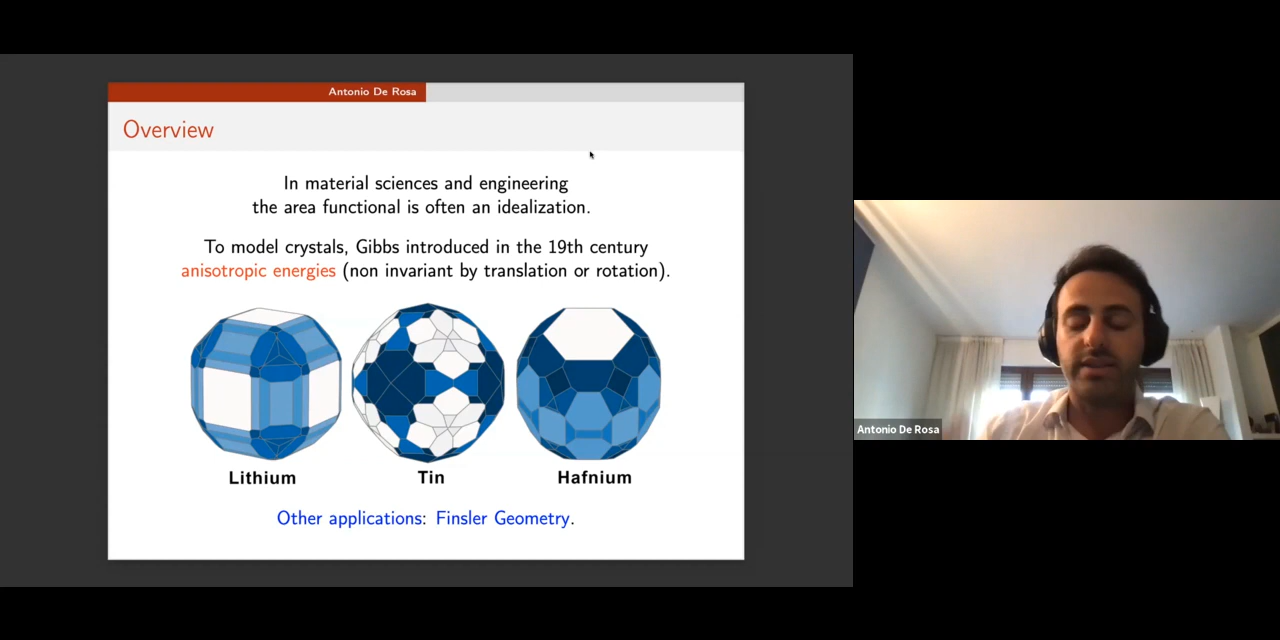 Antonio De Rosa
Overview
In material sciences and engineering
the area functional is often an idealization.
To model crystals, Gibbs introduced in the 19th century
anisotropic energies (non invariant by translation or rotation).
Lithium Tin Hafnium
Other applications: Finsler Geometry.
Antonio De Rosa